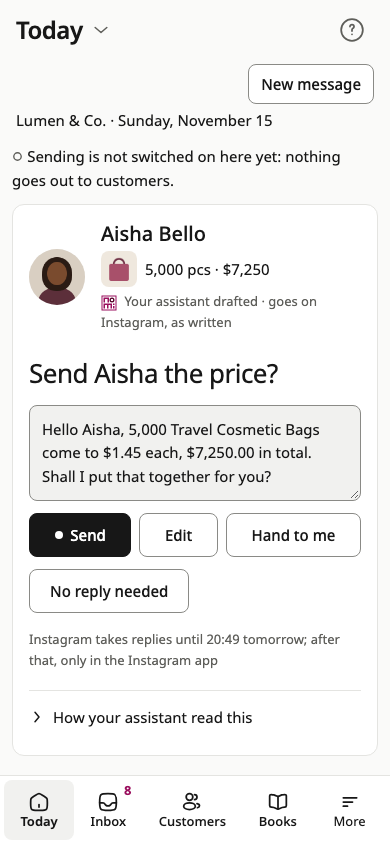 Today
New message
Lumen & Co. · Sunday, November 15
Sending is not switched on here yet: nothing
goes out to customers.
Aisha Bello
5,000 pcs · $7,250
Your assistant drafted · goes on
Instagram, as written
Send Aisha the price?
Hello Aisha, 5,000 Travel Cosmetic Bags
come to $1.45 each, $7,250.00 in total.
Shall I put that together for you?
Send
Edit
Hand to me
No reply needed
Instagram takes replies until 20:49 tomorrow; after
that, only in the Instagram app
How your assistant read this
8
Today
Inbox
Customers
Books
More